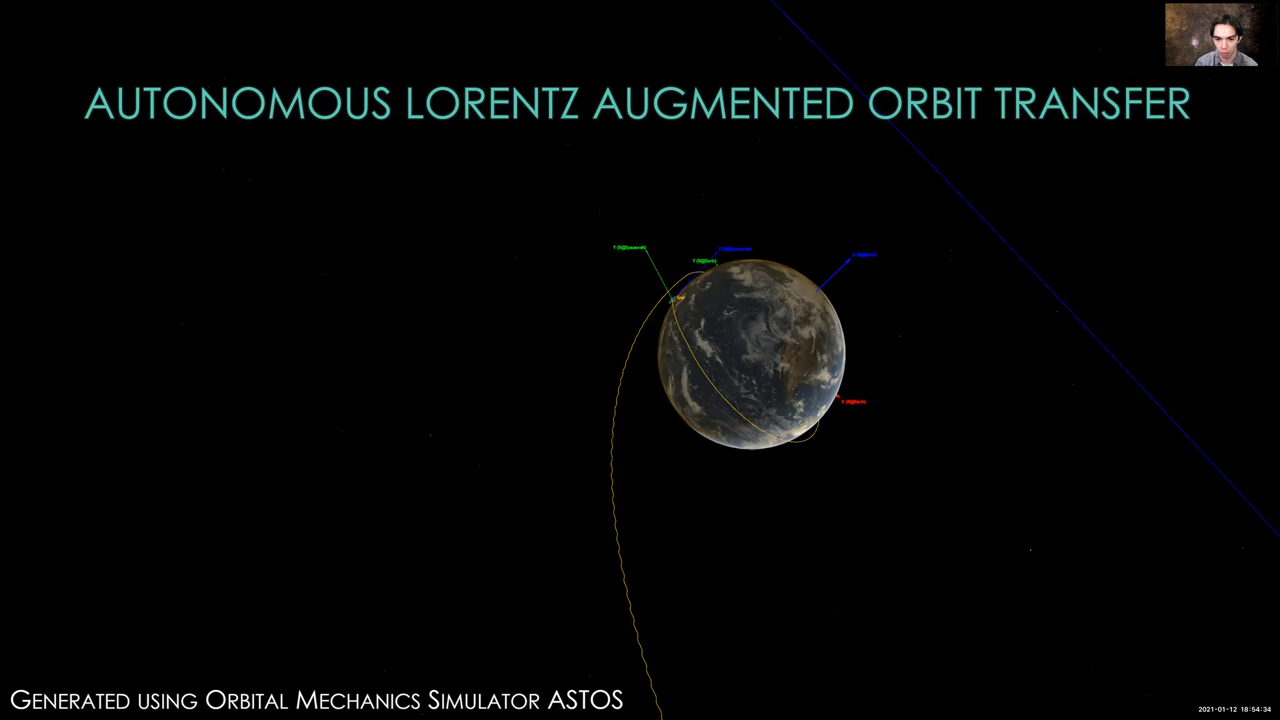 AUTONOMOUS LORENTZ AUGMENTED ORBIT TRANSFER
GENERATED USING ORBITAL MECHANICS SIMULATOR ASTOS
2021-01-12 18:54:34